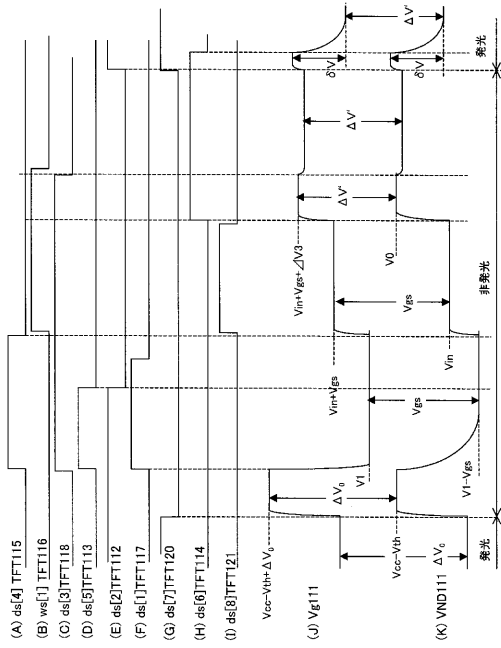 (A) ds[4] TFT115
(B) ws[1] TFT116
(C) ds[3]TFT118
(D) ds[5]TFT113
(E) ds[2]TFT112
(F) ds[1]TFT117
(G) ds[7]TFT120
(H) ds[6]TFT114
(I) ds[8]TFT121
Vcc-Vth+ΔV₀
(J) Vg111
ΔV₀
V1
Vin+Vgs
Vin+Vgs+⊿V3
Vgs
ΔV"
ΔV"
δ'V
ΔV"
Vcc-Vth
(K) VND111
ΔV₀
V1-Vgs
Vgs
Vin
V0
δ'V
発光
非発光
発光